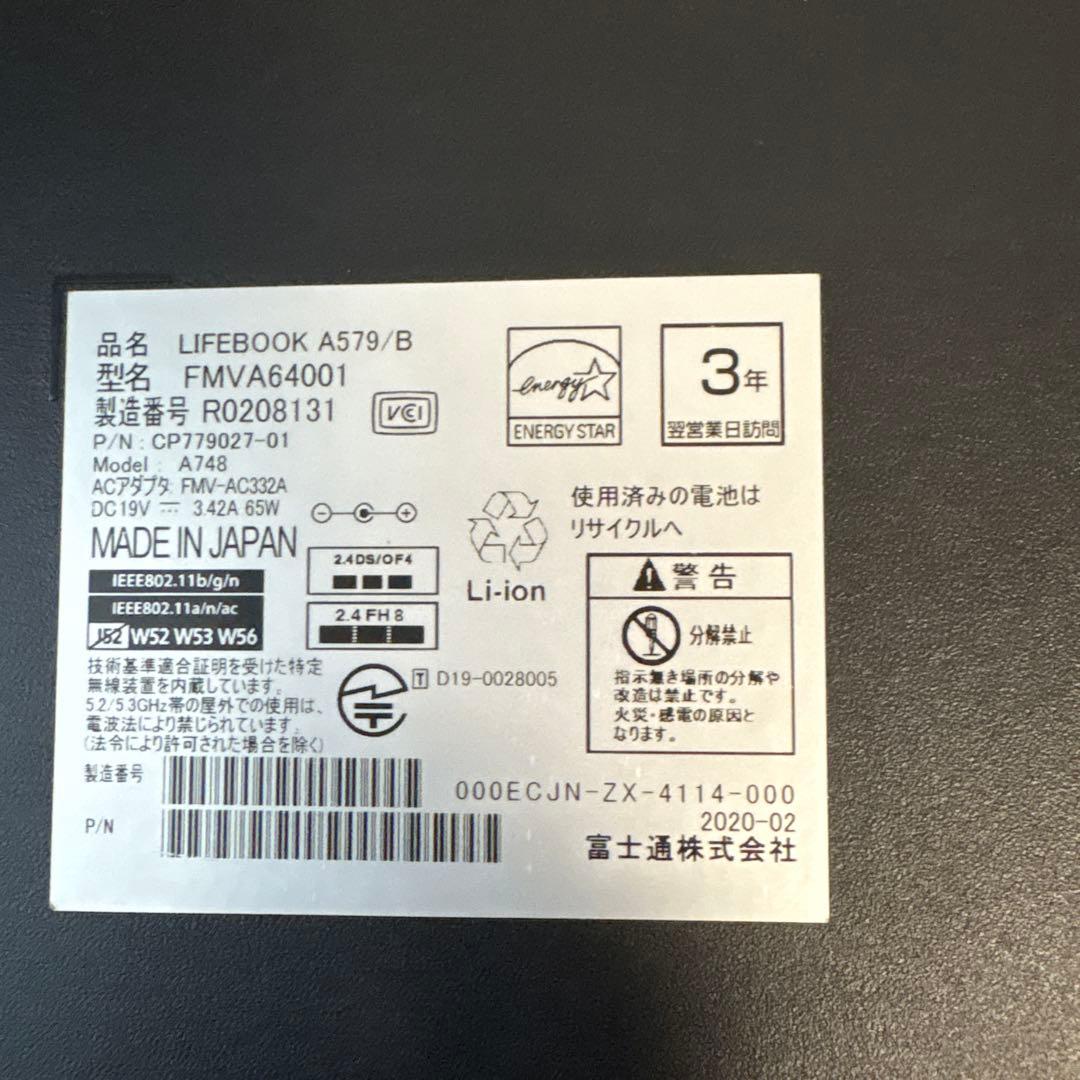 品名 LIFEBOOK A579/B
型名 FMVA64001
製造番号 R0208131
VCCI
P/N : CP779027-01
Model : A748
ACアダプタ: FMV-AC332A
DC19V 3.42A 65W
MADE IN JAPAN
IEEE802.11b/g/n
IEEE802.11a/n/ac
J52 W52 W53 W56
2.4DS/OF4
2.4FH8
技術基準適合証明を受けた特定
無線装置を内蔵しています。
5.2/5.3GHz帯の屋外での使用は、
電波法により禁じられています。
(法令により許可された場合を除く)
T D19-0028005
energy
ENERGY STAR
3年
翌営業日訪問
Li-ion
使用済みの電池は
リサイクルへ
警告
分解禁止
指示無き場所の分解や
改造は禁止です。
火災・感電の原因と
なります。
製造番号
P/N
000ECJN-ZX-4114-000
2020-02
富士通株式会社